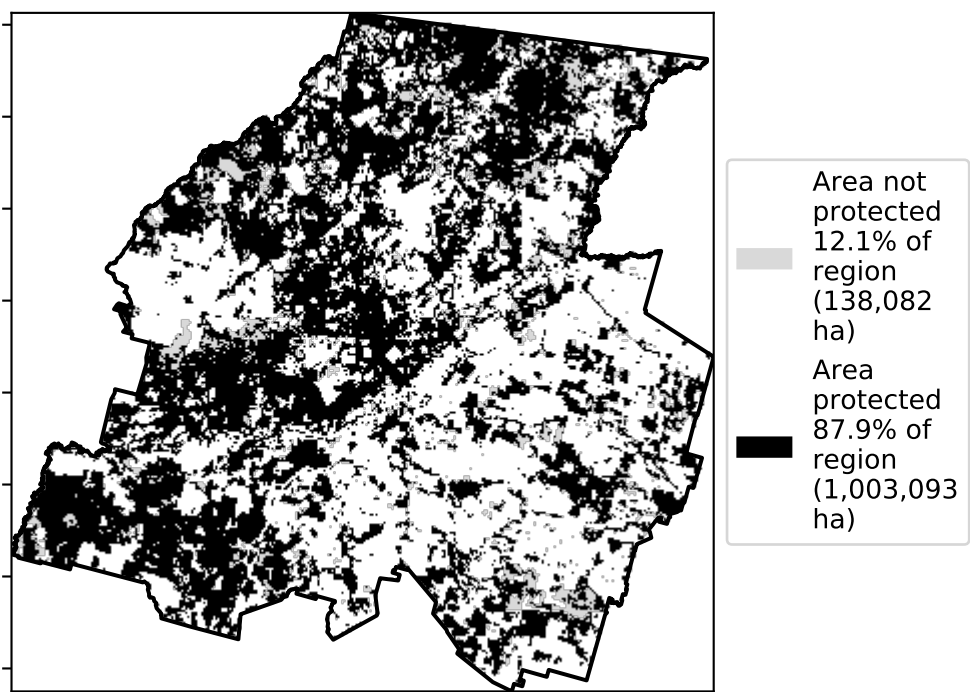 Area not
protected
12.1% of
region
(138,082
ha)
Area
protected
87.9% of
region
(1,003,093
ha)